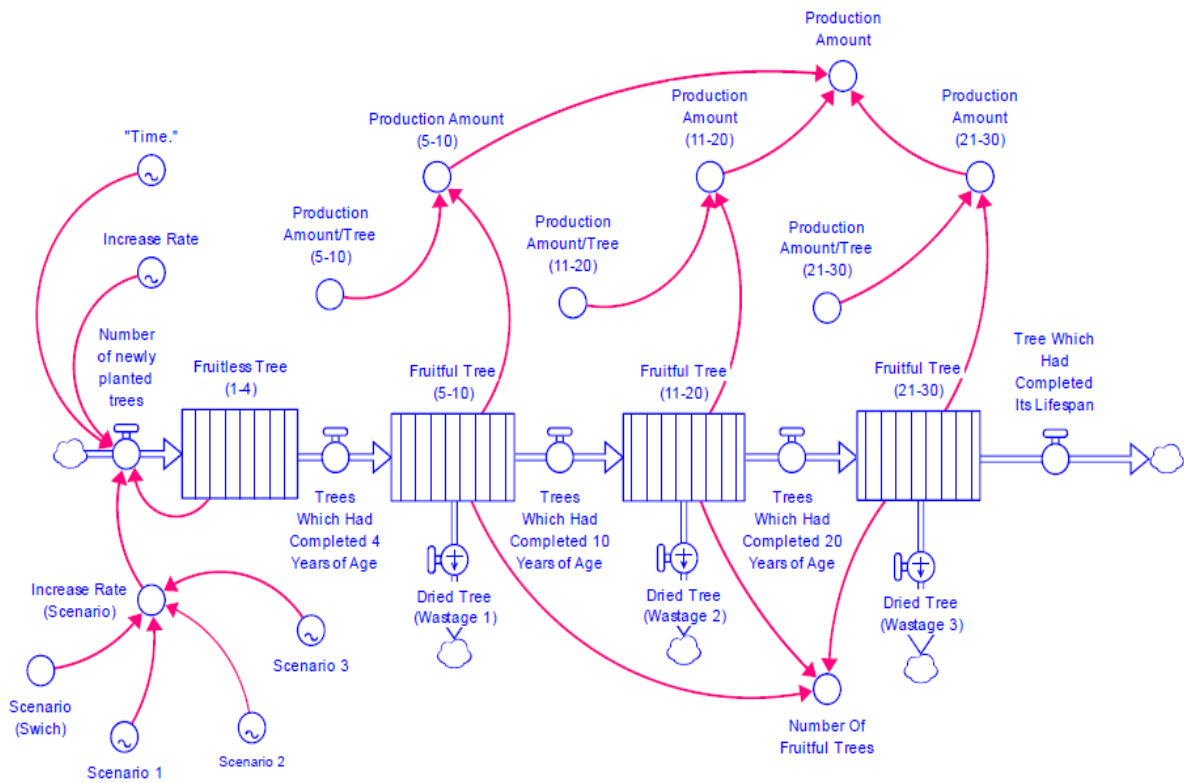 Production
Amount
Production Amount
(5-10)
Production
Amount
(11-20)
Production
Amount
(21-30)
"Time."
Increase Rate
Production
Amount/Tree
(5-10)
Production
Amount/Tree
(11-20)
Production
Amount/Tree
(21-30)
Number
of newly
planted
trees
Fruitless Tree
(1-4)
Fruitful Tree
(5-10)
Fruitful Tree
(11-20)
Fruitful Tree
(21-30)
Tree Which
Had
Completed
Its Lifespan
Trees
Which Had
Completed 4
Years of Age
Trees
Which Had
Completed 10
Years of Age
Trees
Which Had
Completed 20
Years of Age
Dried Tree
(Wastage 1)
Dried Tree
(Wastage 2)
Dried Tree
(Wastage 3)
Increase Rate
(Scenario)
Scenario
(Swich)
Scenario 1
Scenario 2
Scenario 3
Number Of
Fruitful Trees